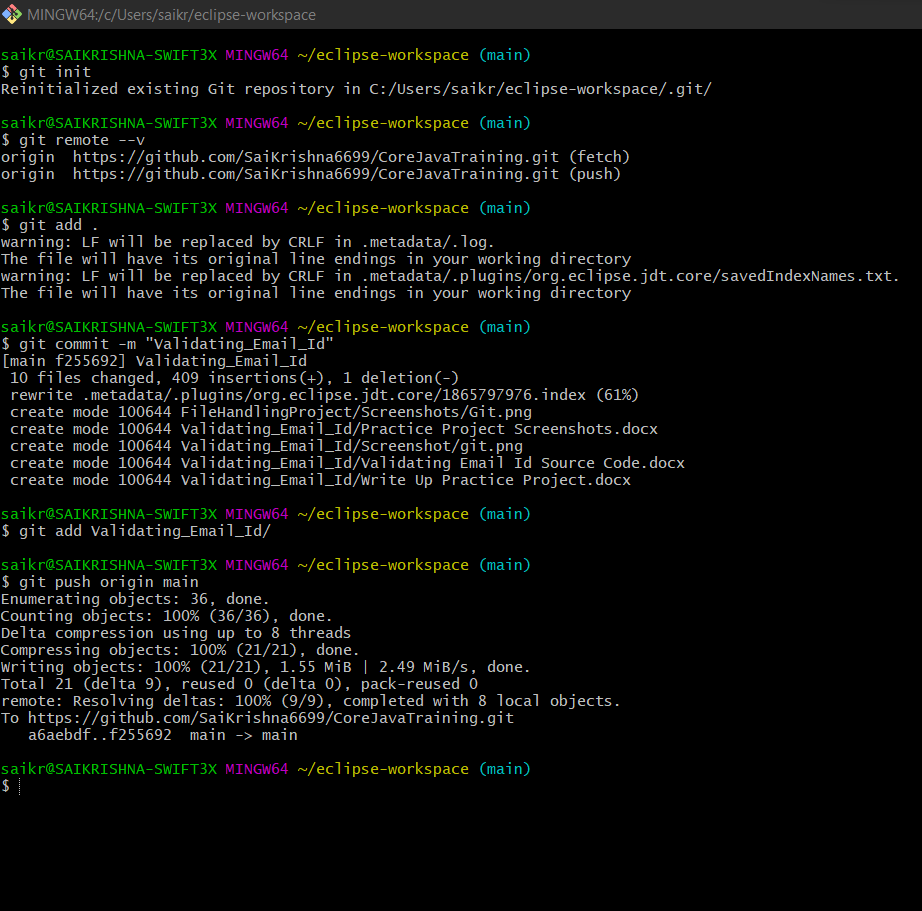 MINGW64:/c/Users/saikr/eclipse-workspace
saikr@SAIKRISHNA-SWIFT3X MINGW64 ~/eclipse-workspace (main)
$ git init
Reinitialized existing Git repository in C:/Users/saikr/eclipse-workspace/.git/
saikr@SAIKRISHNA-SWIFT3X MINGW64 ~/eclipse-workspace (main)
$ git remote --v
origin  https://github.com/SaiKrishna6699/CoreJavaTraining.git (fetch)
origin  https://github.com/SaiKrishna6699/CoreJavaTraining.git (push)
saikr@SAIKRISHNA-SWIFT3X MINGW64 ~/eclipse-workspace (main)
$ git add .
warning: LF will be replaced by CRLF in .metadata/.log.
The file will have its original line endings in your working directory
warning: LF will be replaced by CRLF in .metadata/.plugins/org.eclipse.jdt.core/savedIndexNames.txt.
The file will have its original line endings in your working directory
saikr@SAIKRISHNA-SWIFT3X MINGW64 ~/eclipse-workspace (main)
$ git commit -m "Validating_Email_Id"
[main f255692] Validating_Email_Id
 10 files changed, 409 insertions(+), 1 deletion(-)
 rewrite .metadata/.plugins/org.eclipse.jdt.core/1865797976.index (61%)
 create mode 100644 FileHandlingProject/Screenshots/Git.png
 create mode 100644 Validating_Email_Id/Practice Project Screenshots.docx
 create mode 100644 Validating_Email_Id/Screenshot/git.png
 create mode 100644 Validating_Email_Id/Validating Email Id Source Code.docx
 create mode 100644 Validating_Email_Id/Write Up Practice Project.docx
saikr@SAIKRISHNA-SWIFT3X MINGW64 ~/eclipse-workspace (main)
$ git add Validating_Email_Id/
saikr@SAIKRISHNA-SWIFT3X MINGW64 ~/eclipse-workspace (main)
$ git push origin main
Enumerating objects: 36, done.
Counting objects: 100% (36/36), done.
Delta compression using up to 8 threads
Compressing objects: 100% (21/21), done.
Writing objects: 100% (21/21), 1.55 MiB | 2.49 MiB/s, done.
Total 21 (delta 9), reused 0 (delta 0), pack-reused 0
remote: Resolving deltas: 100% (9/9), completed with 8 local objects.
To https://github.com/SaiKrishna6699/CoreJavaTraining.git
   a6aebdf..f255692  main -> main
saikr@SAIKRISHNA-SWIFT3X MINGW64 ~/eclipse-workspace (main)
$